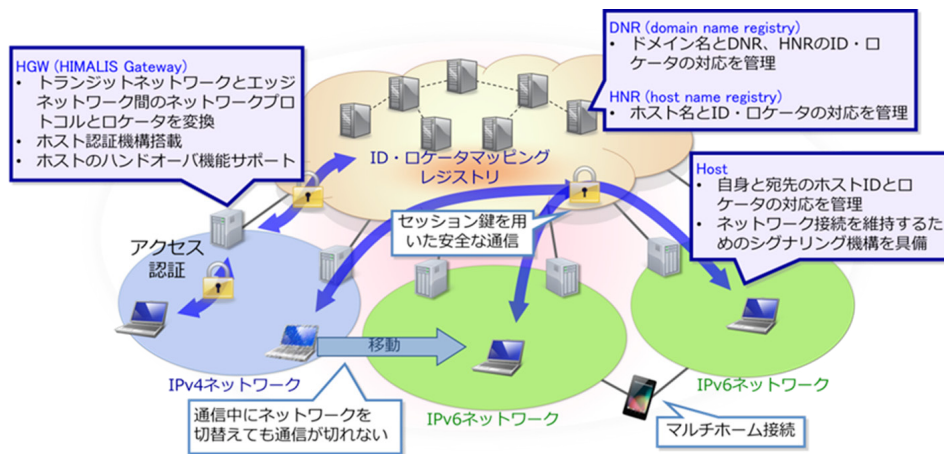 HGW (HIMALIS Gateway)
• トランジットネットワークとエッジ
ネットワーク間のネットワークプロ
トコルとロケータを変換
• ホスト認証機構搭載
• ホストのハンドオーバ機能サポート
DNR (domain name registry)
• ドメイン名とDNR、HNRのID・ロ
ケータの対応を管理
HNR (host name registry)
• ホスト名とID・ロケータの対応を管理
ID・ロケータマッピング
レジストリ
Host
• 自身と宛先のホストIDとロ
ケータの対応を管理
• ネットワーク接続を維持するた
めのシグナリング機構を具備
セッション鍵を用
いた安全な通信
アクセス
認証
移動
IPv4ネットワーク
IPv6ネットワーク
IPv6ネットワーク
通信中にネットワークを
切替えても通信が切れない
マルチホーム接続